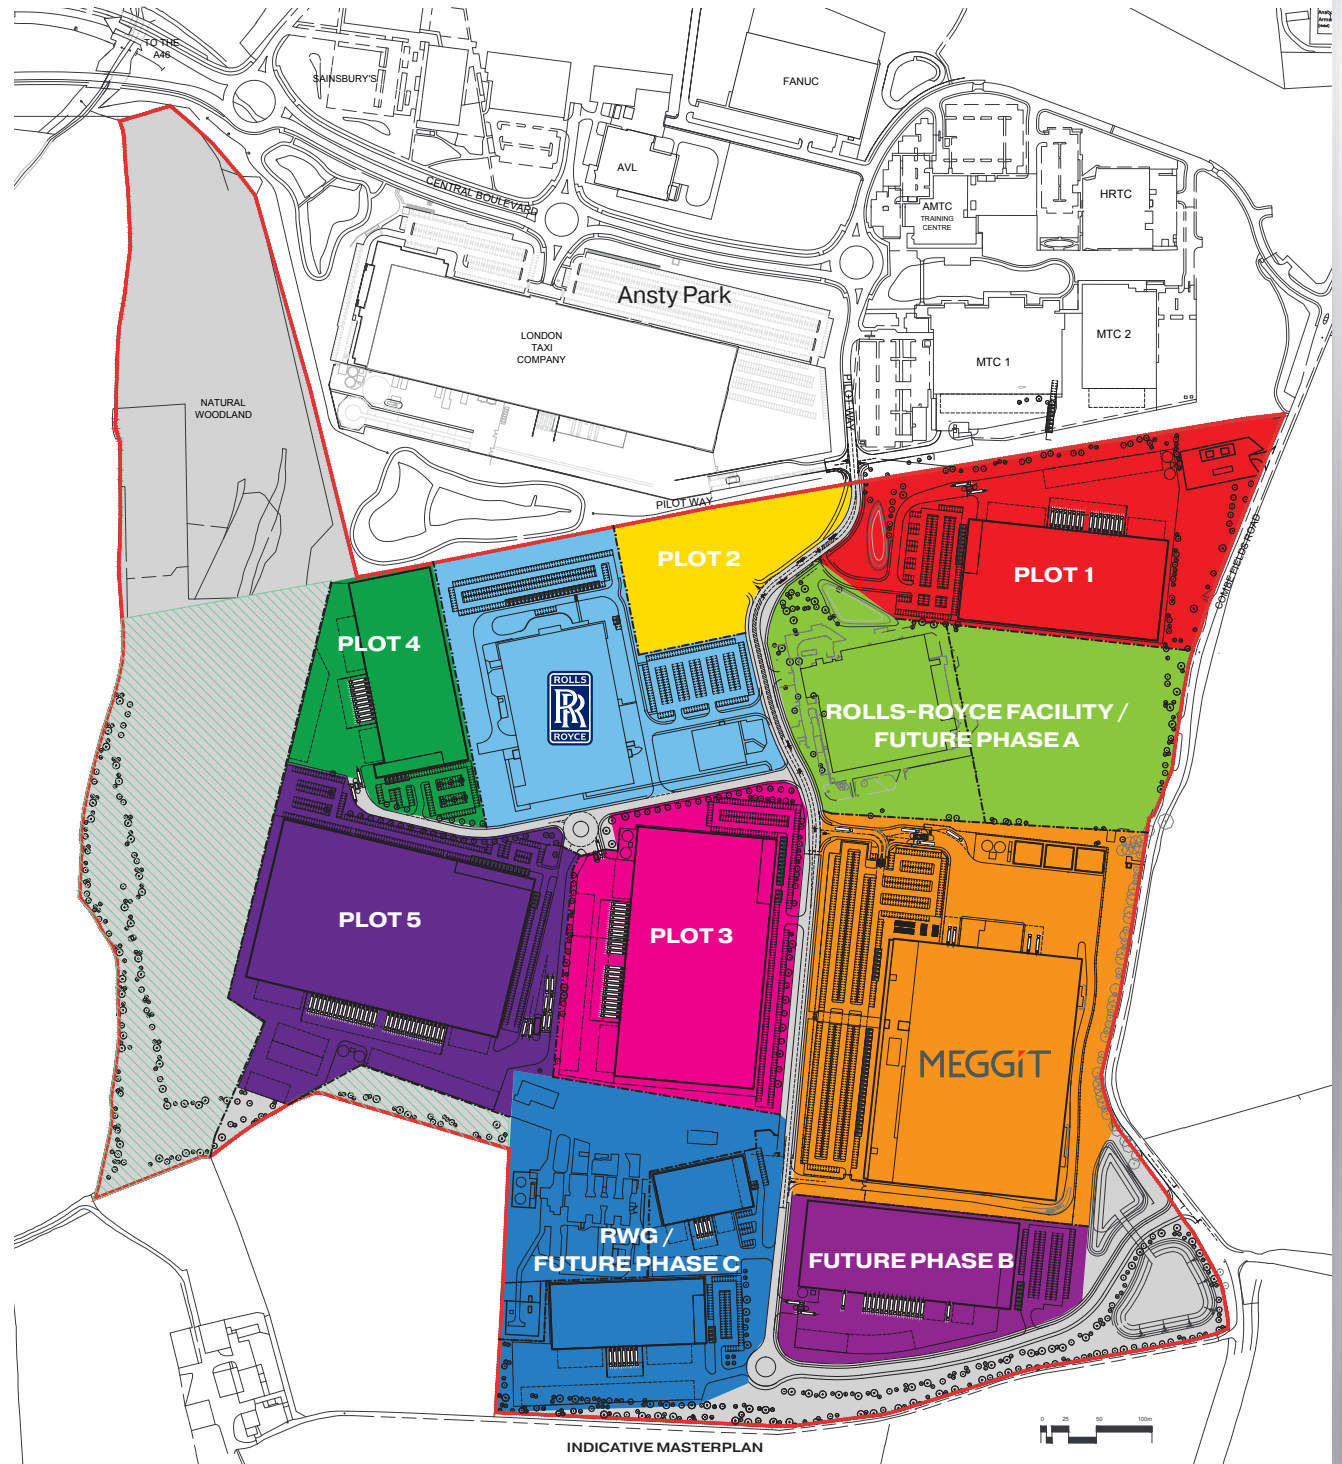 TO THE
A46
SAINSBURY'S
FANUC
AVL
CENTRAL BOULEVARD
AMTC
TRAINING
CENTRE
HRTC
Ansty Park
LONDON
TAXI
COMPANY
MTC 1
MTC 2
PILOT WAY
NATURAL
WOODLAND
PILOT WAY
COMBE FIELDS ROAD
PLOT 2
PLOT 1
PLOT 4
ROLLS
RR
ROYCE
ROLLS-ROYCE FACILITY /
FUTURE PHASE A
PLOT 5
PLOT 3
MEGGiT
RWG /
FUTURE PHASE C
FUTURE PHASE B
0 25 50 100m
INDICATIVE MASTERPLAN